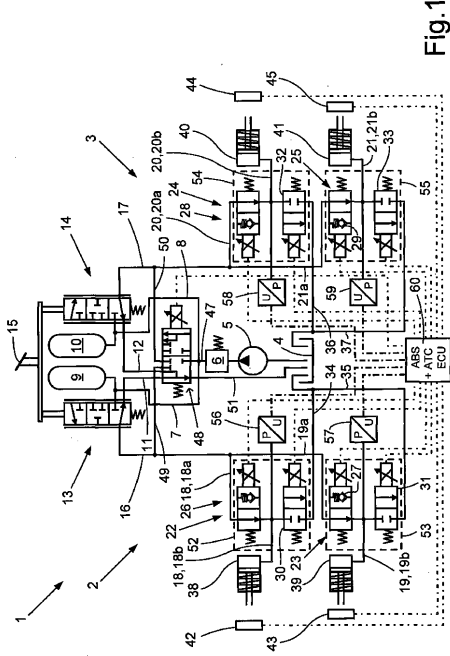 Fig.1
1
2
3
13
14
15
16
17
9
10
11
12
7
8
49
50
48
47
6
5
51
4
22
26
18,18a
52
18,18b
38
42
30
19a
56
P
U
34
35
36
37
57
P
U
23
27
31
53
39
43
19,19b
20,20a
28
24
54
20,20b
40
44
32
21a
58
U
P
59
U
P
25
29
33
55
41
45
21,21b
60
ABS
+ ATC
ECU